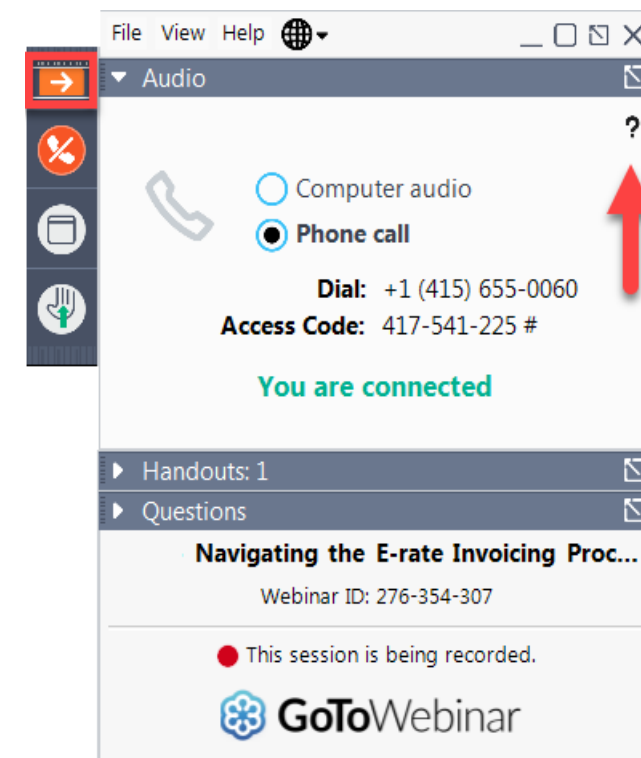 File View Help
Audio
?
Computer audio
Phone call
Dial: +1 (415) 655-0060
Access Code: 417-541-225 #
You are connected
Handouts: 1
Questions
Navigating the E-rate Invoicing Proc...
Webinar ID: 276-354-307
This session is being recorded.
GoToWebinar